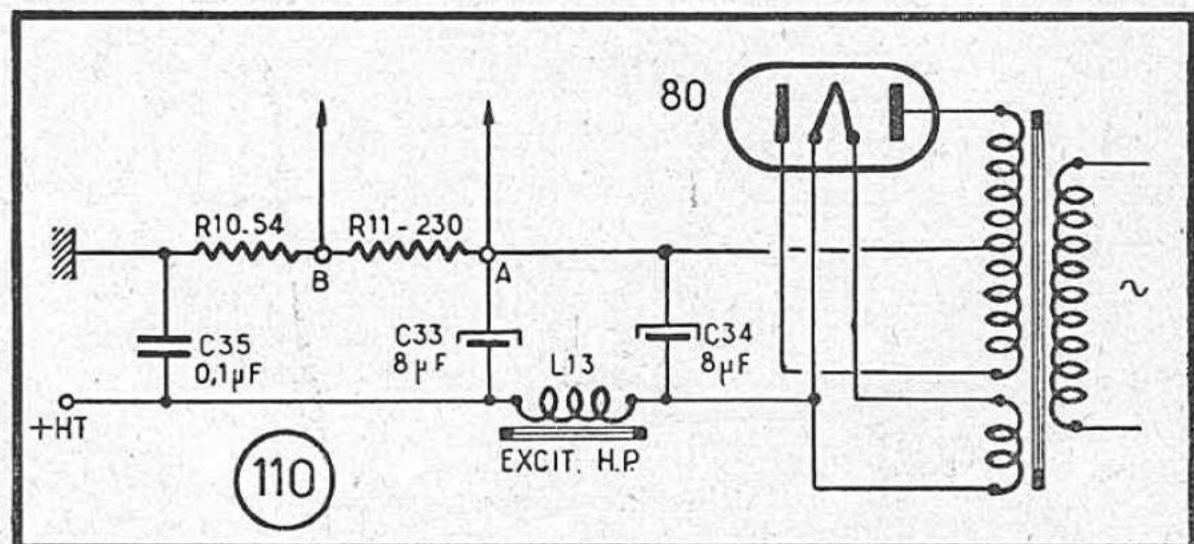 80
R10.54
R11-230
B
A
C35
0,1µF
C33
8µF
C34
8µF
L13
+HT
EXCIT. H.P.
110
~